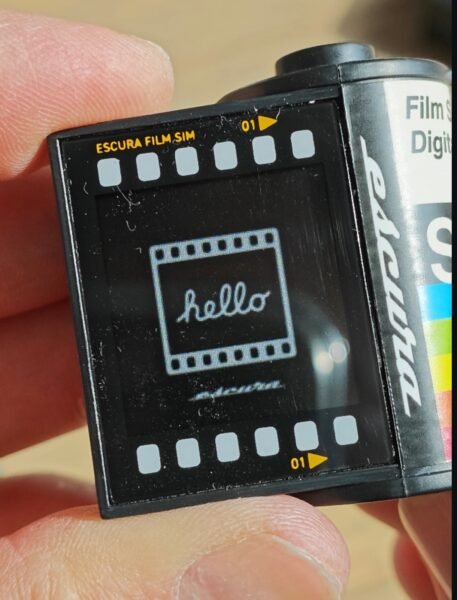 ESCURA FILM.SIM 01
hello
escura
01
escura
Film
Digit